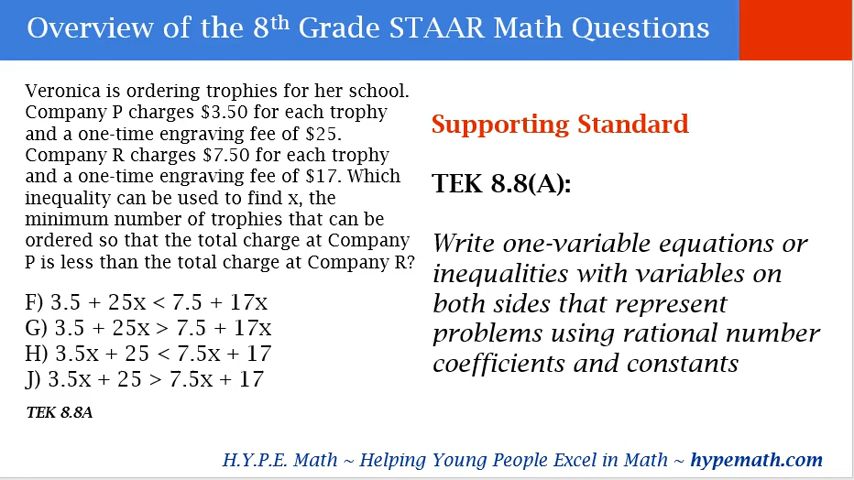 Overview of the 8th Grade STAAR Math Questions
Veronica is ordering trophies for her school.
Company P charges $3.50 for each trophy
and a one-time engraving fee of $25.
Company R charges $7.50 for each trophy
and a one-time engraving fee of $17. Which
inequality can be used to find x, the
minimum number of trophies that can be
ordered so that the total charge at Company
P is less than the total charge at Company R?
F) 3.5 + 25x < 7.5 + 17x
G) 3.5 + 25x > 7.5 + 17x
H) 3.5x + 25 < 7.5x + 17
J) 3.5x + 25 > 7.5x + 17
TEK 8.8A
Supporting Standard
TEK 8.8(A):
Write one-variable equations or
inequalities with variables on
both sides that represent
problems using rational number
coefficients and constants
H.Y.P.E. Math ~ Helping Young People Excel in Math ~ hypemath.com